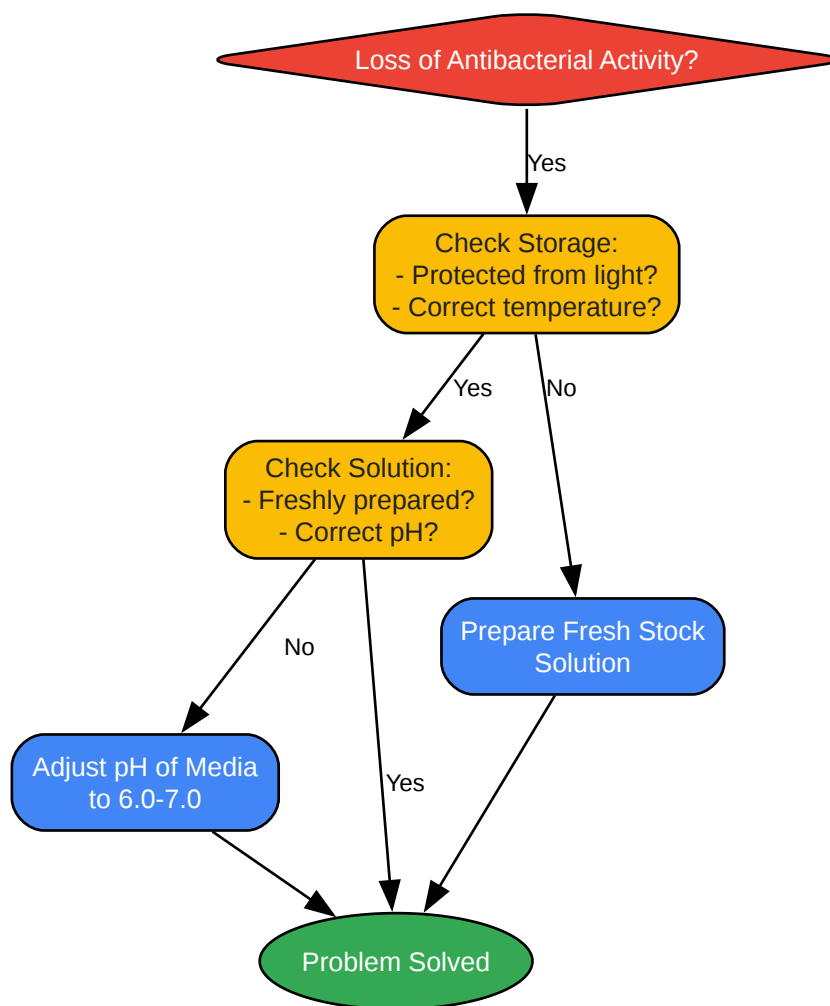 Loss of Antibacterial Activity?
Yes
Check Storage:
- Protected from light?
- Correct temperature?
Yes
No
Check Solution:
- Freshly prepared?
- Correct pH?
Prepare Fresh Stock
Solution
No
Adjust pH of Media
to 6.0-7.0
Yes
Problem Solved